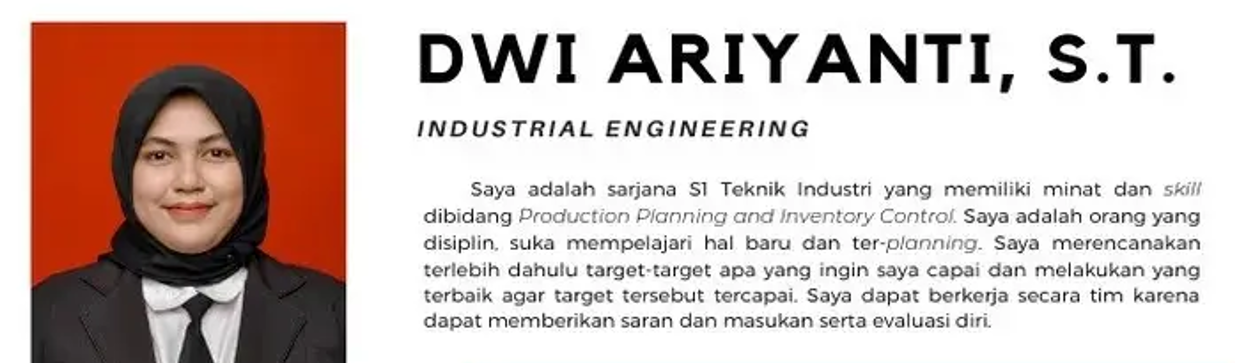 DWI ARIYANTI, S.T.
INDUSTRIAL ENGINEERING
Saya adalah sarjana S1 Teknik Industri yang memiliki minat dan skill
dibidang Production Planning and Inventory Control. Saya adalah orang yang
disiplin, suka mempelajari hal baru dan ter-planning. Saya merencanakan
terlebih dahulu target-target apa yang ingin saya capai dan melakukan yang
terbaik agar target tersebut tercapai. Saya dapat berkerja secara tim karena
dapat memberikan saran dan masukan serta evaluasi diri.